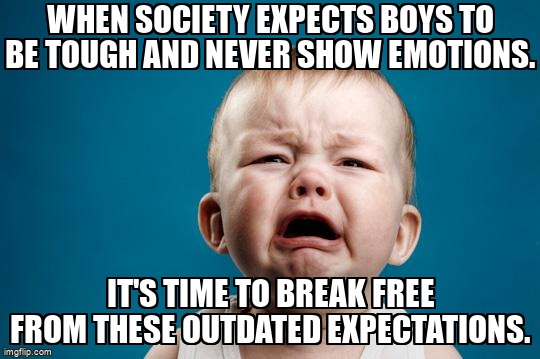 WHEN SOCIETY EXPECTS BOYS TO
BE TOUGH AND NEVER SHOW EMOTIONS.
IT'S TIME TO BREAK FREE
FROM THESE OUTDATED EXPECTATIONS.
imgflip.com